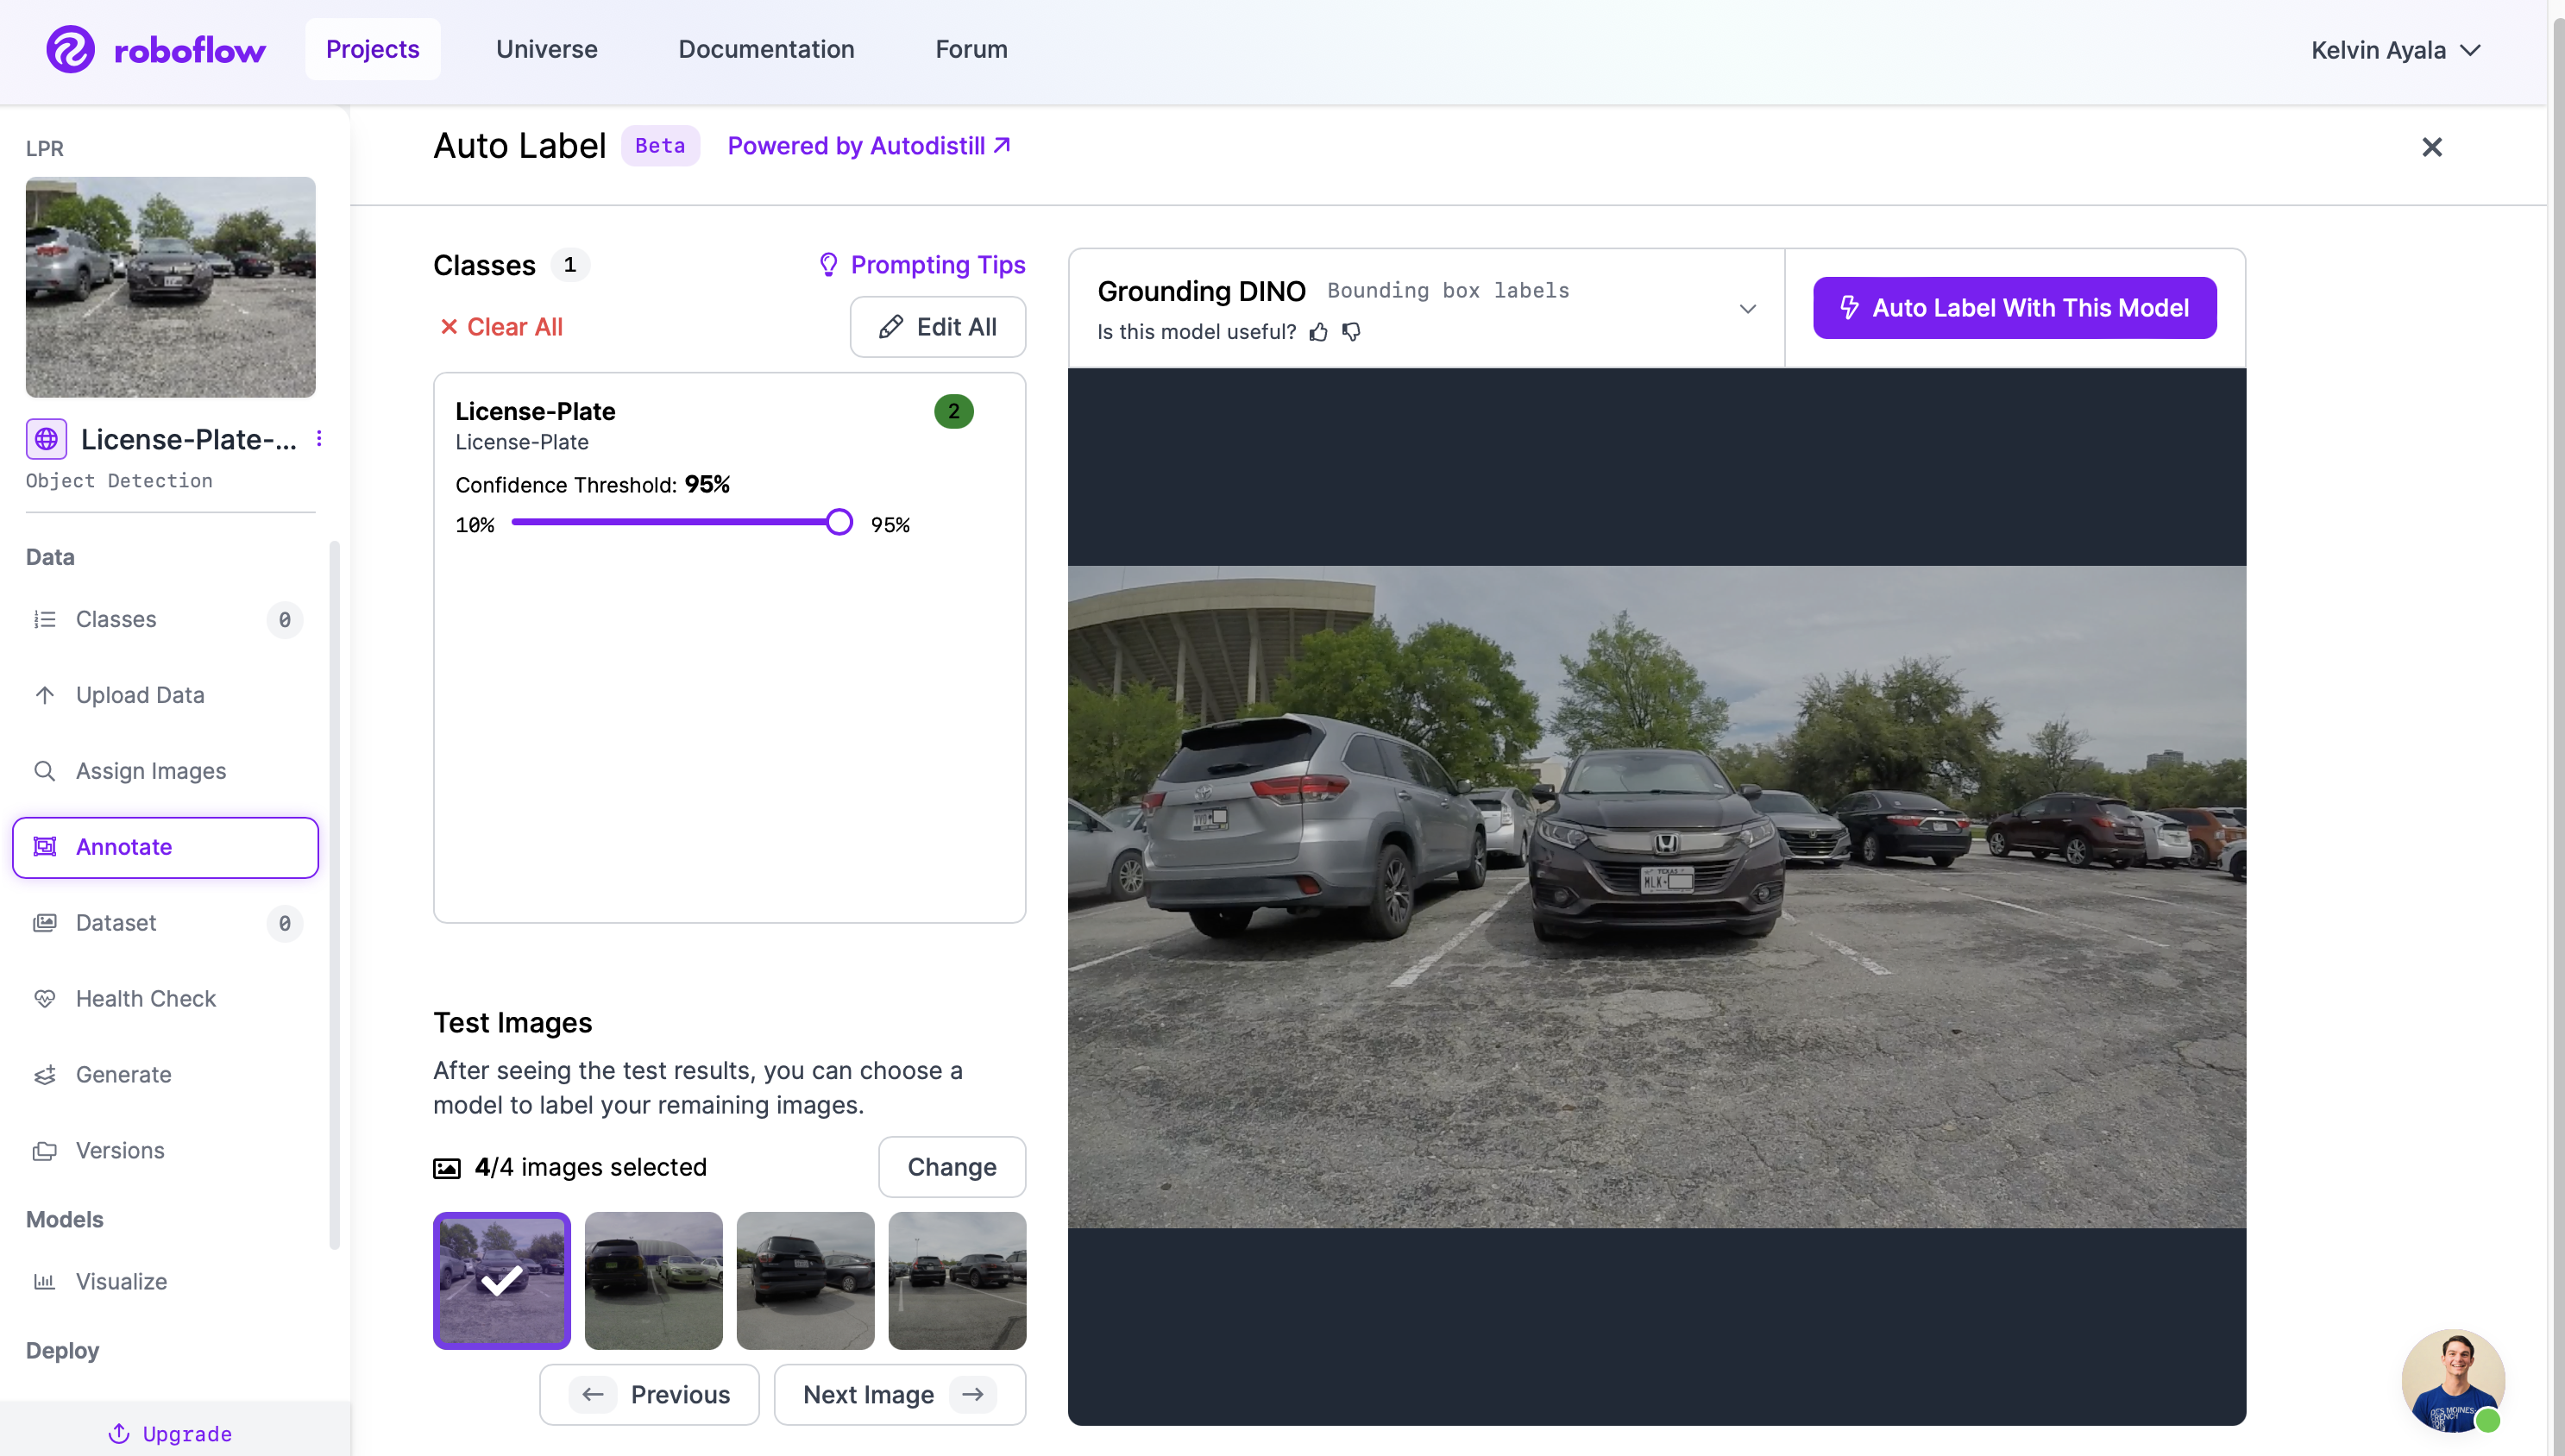 roboflow
Projects
Universe
Documentation
Forum
Kelvin Ayala
LPR
License-Plate-...
Object Detection
Data
Classes 0
Upload Data
Assign Images
Annotate
Dataset 0
Health Check
Generate
Versions
Models
Visualize
Deploy
Upgrade
Auto Label Beta Powered by Autodistill
Classes 1
Prompting Tips
Clear All
Edit All
License-Plate 2
License-Plate
Confidence Threshold: 95%
10% 95%
Test Images
After seeing the test results, you can choose a
model to label your remaining images.
4/4 images selected
Change
Previous
Next Image
Grounding DINO Bounding box labels
Is this model useful?
Auto Label With This Model
TEXAS
MLK